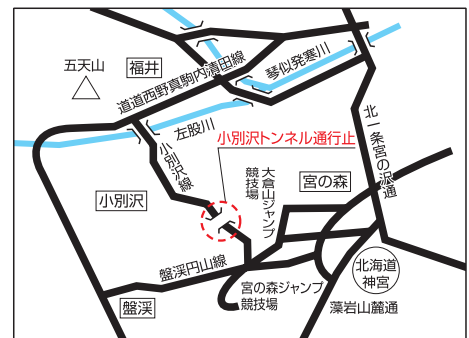 五天山
福井
道道西野真駒内清田線
琴似発寒川
左股川
小別沢線
小別沢トンネル通行止
北一条宮の沢通
大倉山ジャンプ
競技場
宮の森
小別沢
盤渓円山線
盤渓
宮の森ジャンプ
競技場
北海道
神宮
藻岩山麓通